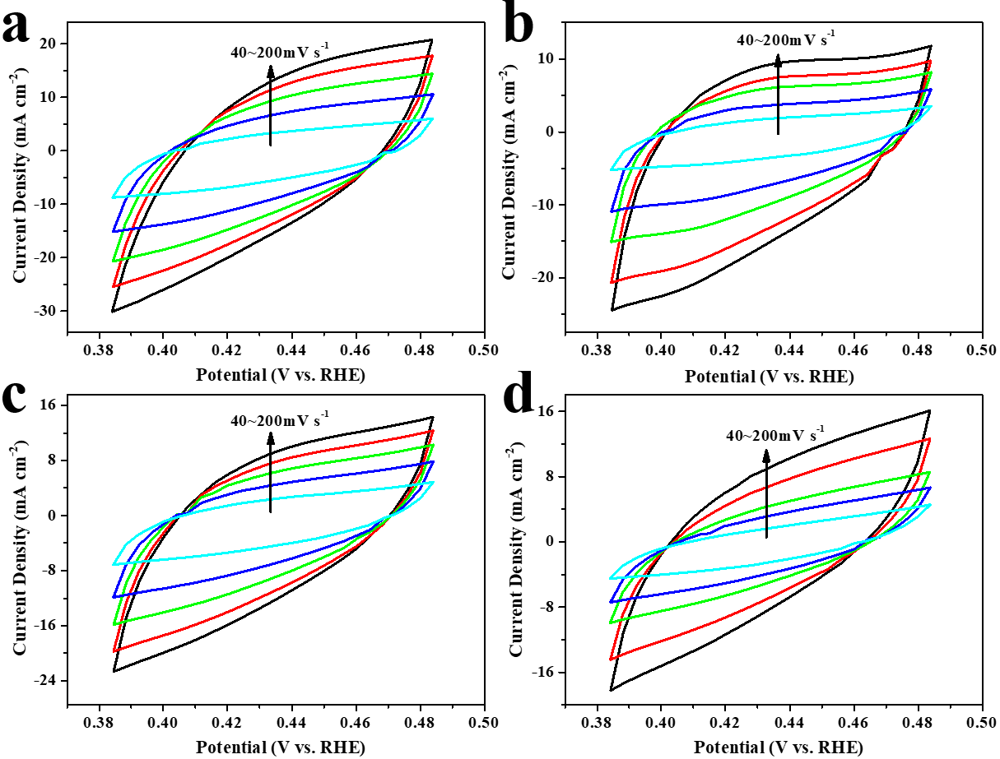 a
40~200mV s⁻¹
Current Density (mA cm⁻²)
20
10
0
-10
-20
-30
0.38 0.40 0.42 0.44 0.46 0.48 0.50
Potential (V vs. RHE)
b
40~200mV s⁻¹
Current Density (mA cm⁻²)
10
0
-10
-20
0.38 0.40 0.42 0.44 0.46 0.48 0.50
Potential (V vs. RHE)
c
40~200mV s⁻¹
Current Density (mA cm⁻²)
16
8
0
-8
-16
-24
0.38 0.40 0.42 0.44 0.46 0.48 0.50
Potential (V vs. RHE)
d
40~200mV s⁻¹
Current Density (mA cm⁻²)
16
8
0
-8
-16
0.38 0.40 0.42 0.44 0.46 0.48 0.50
Potential (V vs. RHE)